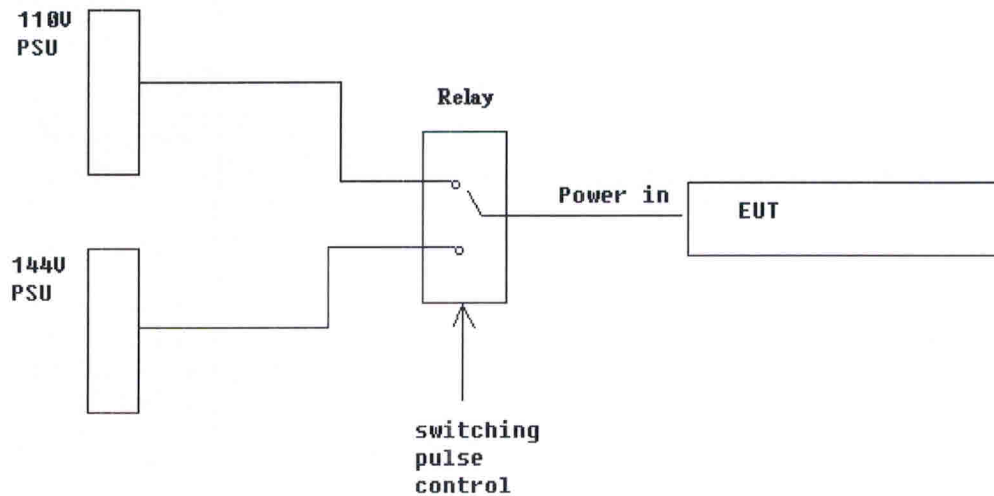 110V
PSU
Relay
Power in
EUT
144V
PSU
switching
pulse
control